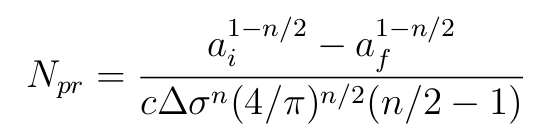 N_{pr} = \frac{a_i^{1-n/2} - a_f^{1-n/2}}{c\Delta\sigma^n(4/\pi)^{n/2}(n/2 - 1)}